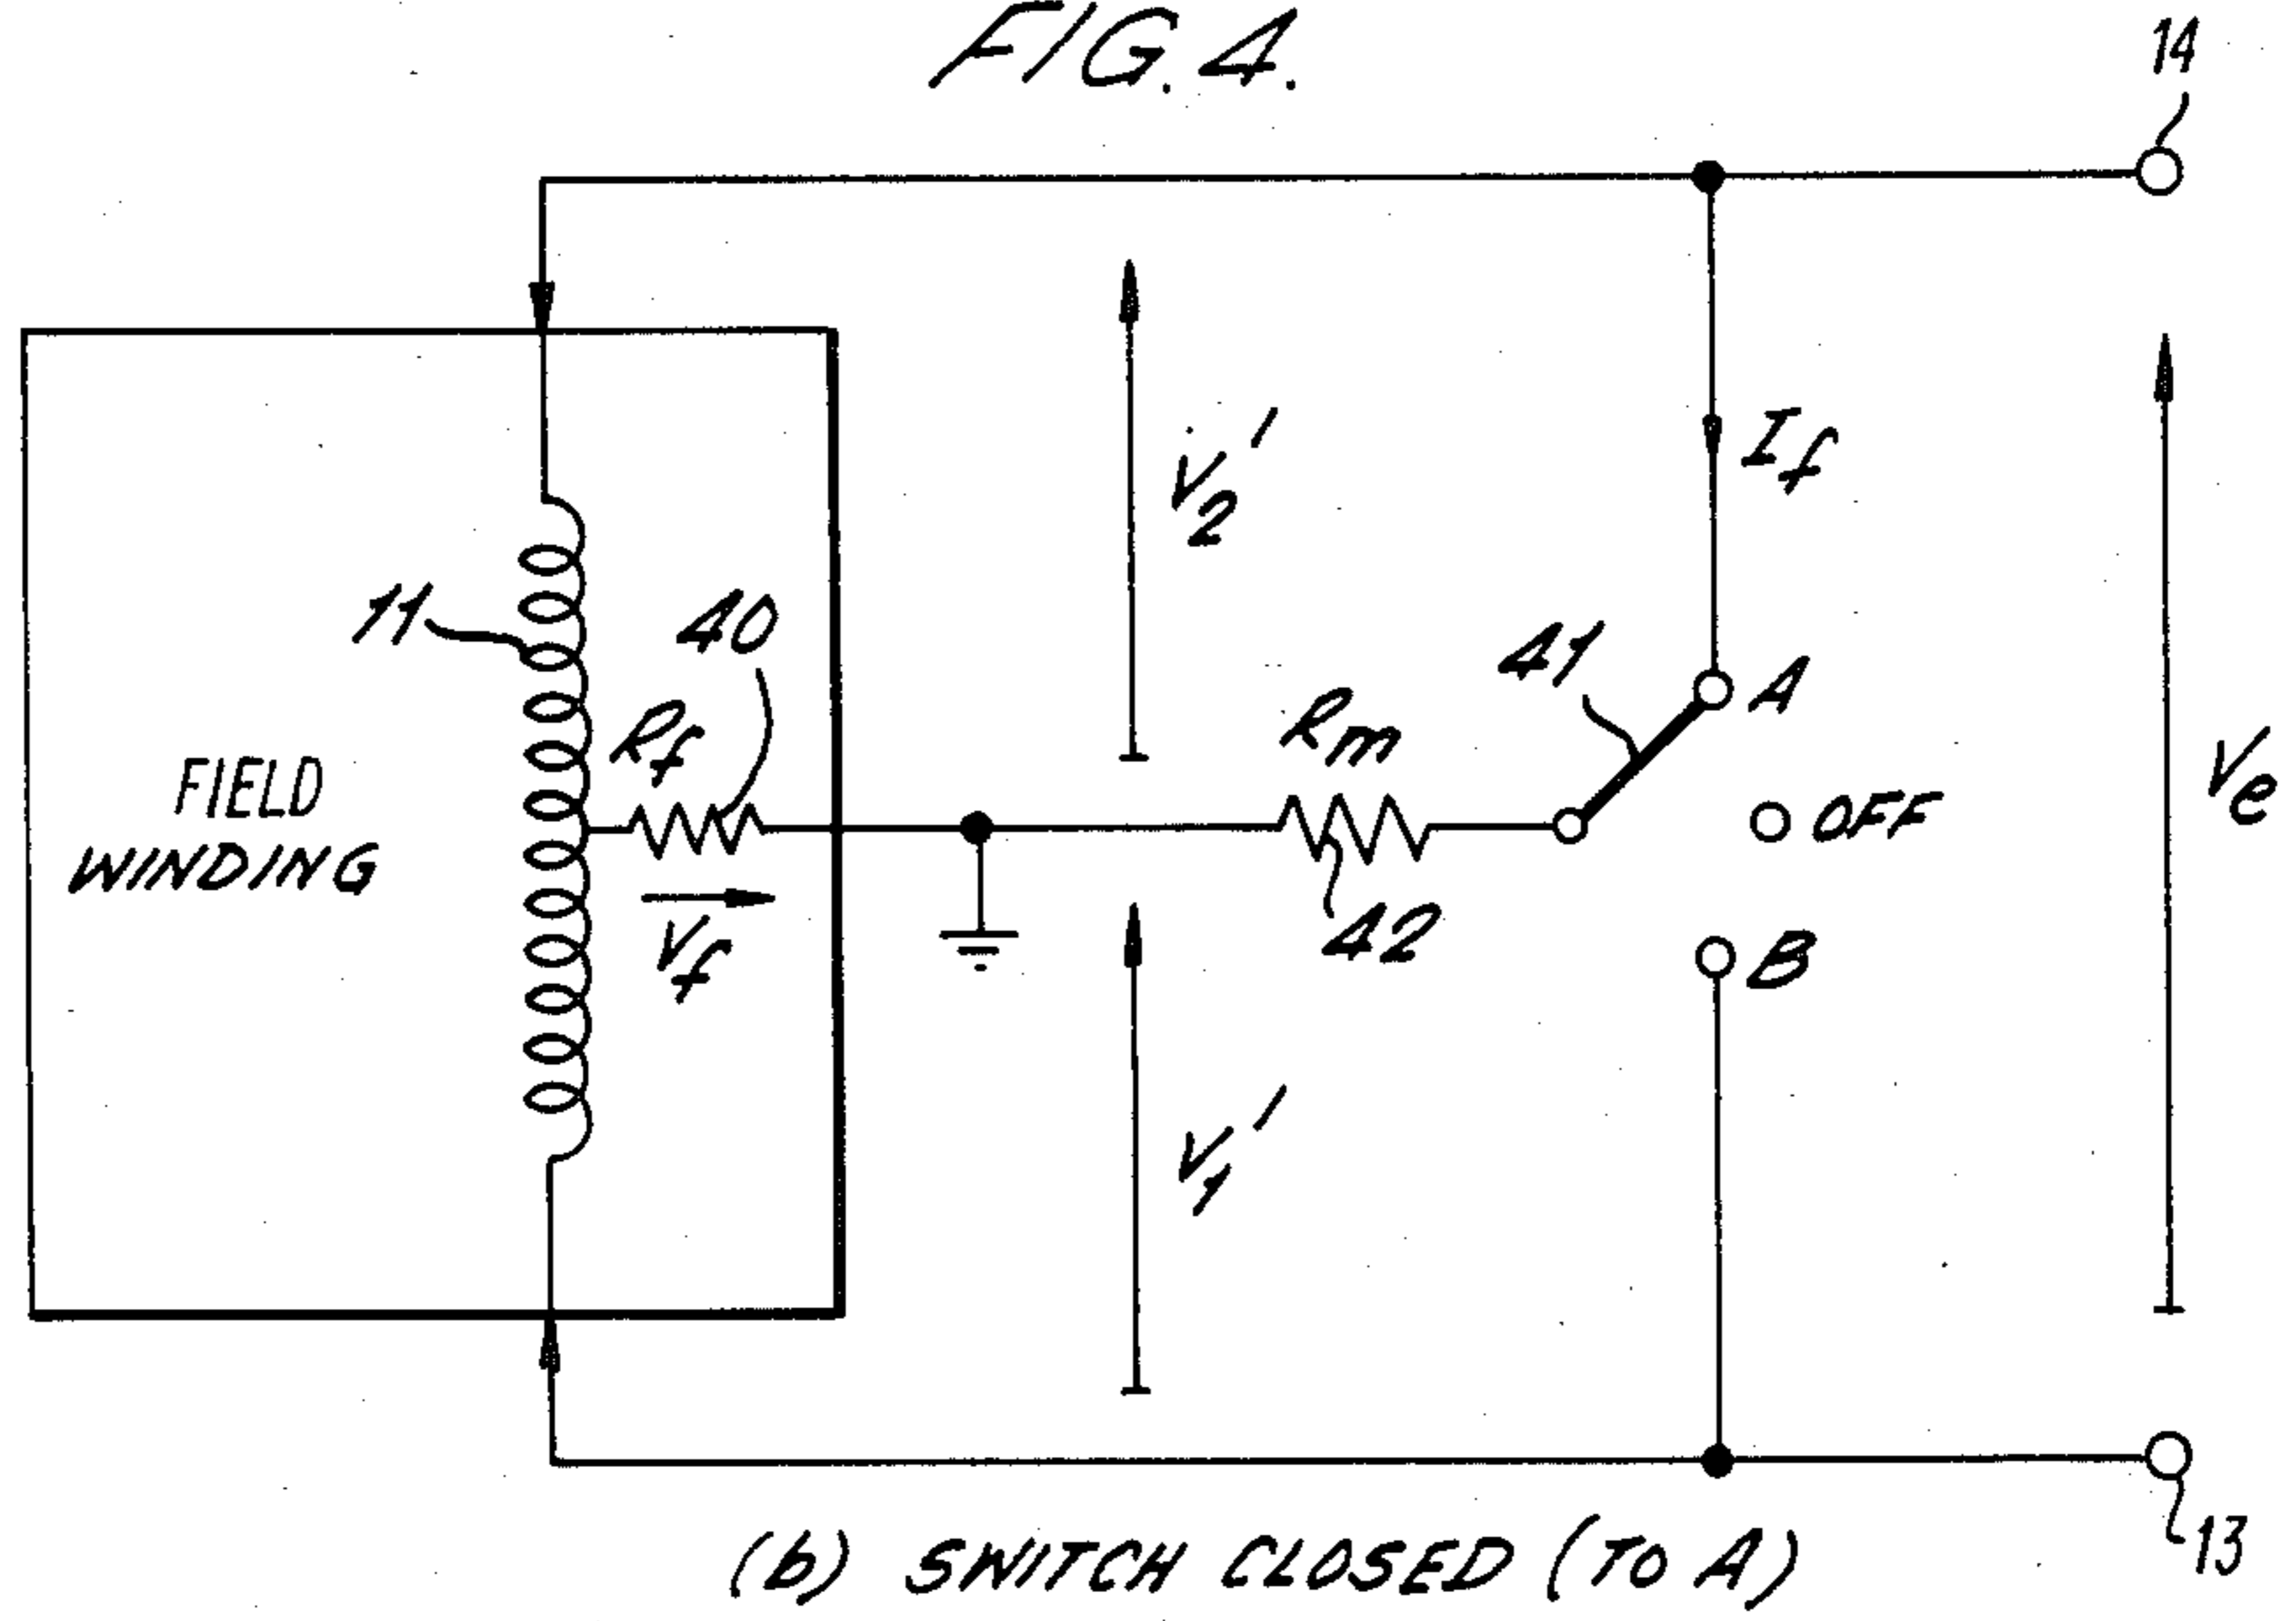 FIG. 4.
14
V2'
If
11
40
Rf
41
A
Rm
FIELD
WINDING
OFF
Ve
Vf
42
B
V1'
13
(b) SWITCH CLOSED (TO A)